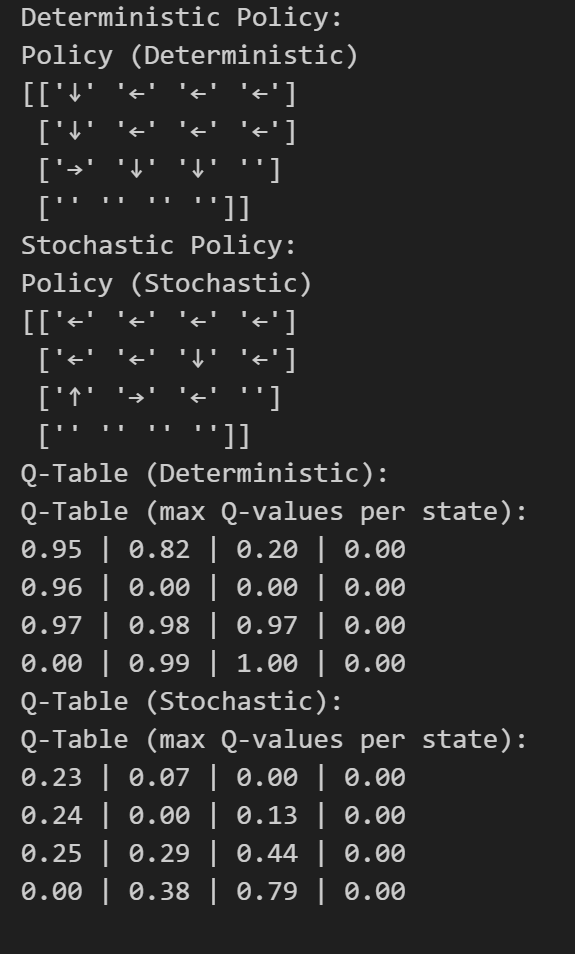 Deterministic Policy:
Policy (Deterministic)
[['↓' '←' '←' '←']
['↓' '←' '←' '←']
['→' '↓' '↓' '']
['' '' '' '']]
Stochastic Policy:
Policy (Stochastic)
[['←' '←' '←' '←']
['←' '←' '↓' '←']
['↑' '→' '←' '']
['' '' '' '']]
Q-Table (Deterministic):
Q-Table (max Q-values per state):
0.95 | 0.82 | 0.20 | 0.00
0.96 | 0.00 | 0.00 | 0.00
0.97 | 0.98 | 0.97 | 0.00
0.00 | 0.99 | 1.00 | 0.00
Q-Table (Stochastic):
Q-Table (max Q-values per state):
0.23 | 0.07 | 0.00 | 0.00
0.24 | 0.00 | 0.13 | 0.00
0.25 | 0.29 | 0.44 | 0.00
0.00 | 0.38 | 0.79 | 0.00